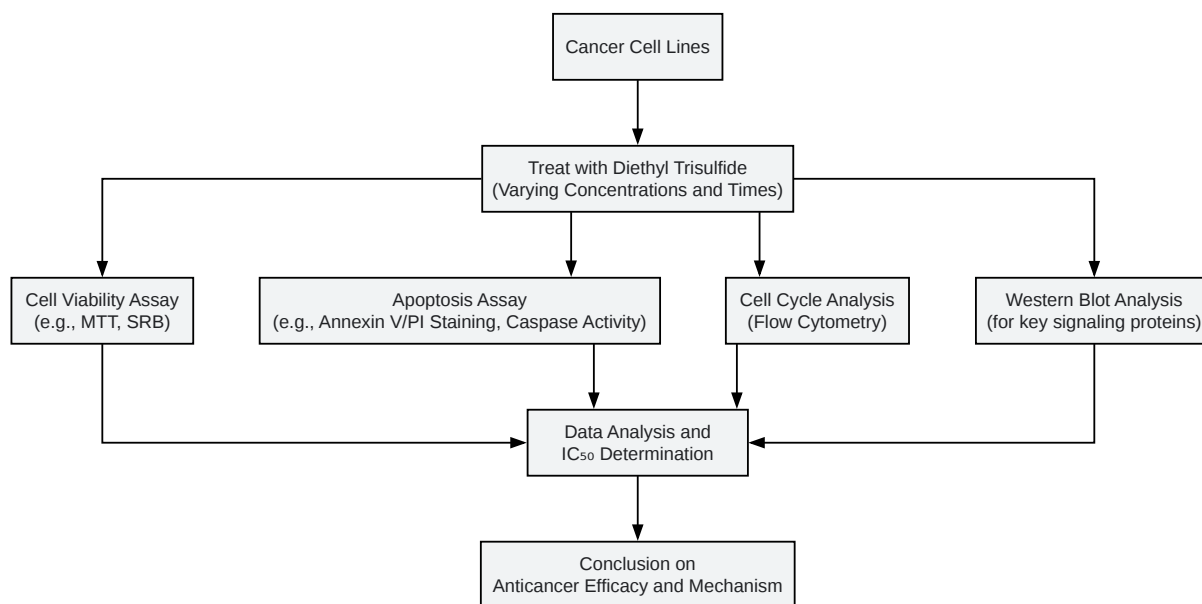 Cancer Cell Lines
Treat with Diethyl Trisulfide
(Varying Concentrations and Times)
Cell Viability Assay
(e.g., MTT, SRB)
Apoptosis Assay
(e.g., Annexin V/PI Staining, Caspase Activity)
Cell Cycle Analysis
(Flow Cytometry)
Western Blot Analysis
(for key signaling proteins)
Data Analysis and
IC₅₀ Determination
Conclusion on
Anticancer Efficacy and Mechanism